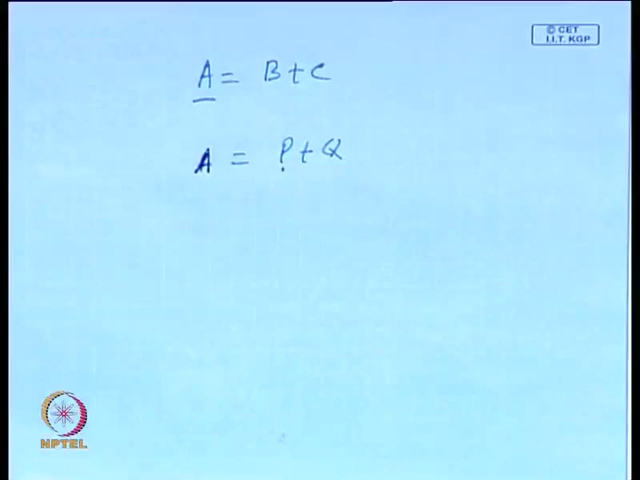 © CET
I.I.T. KGP
A = B + C
A = P + Q
NPTEL